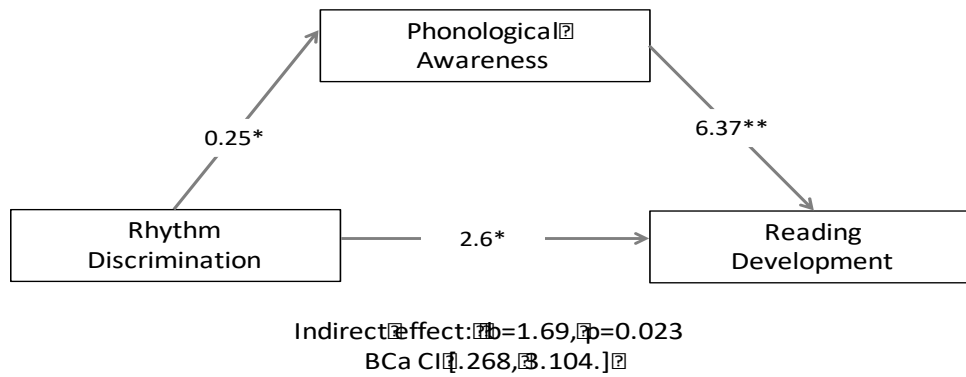 Phonological
Awareness
0.25*
6.37**
Rhythm
Discrimination
2.6*
Reading
Development
Indirect effect: b=1.69, p=0.023
BCa CI [.268, 3.104.]